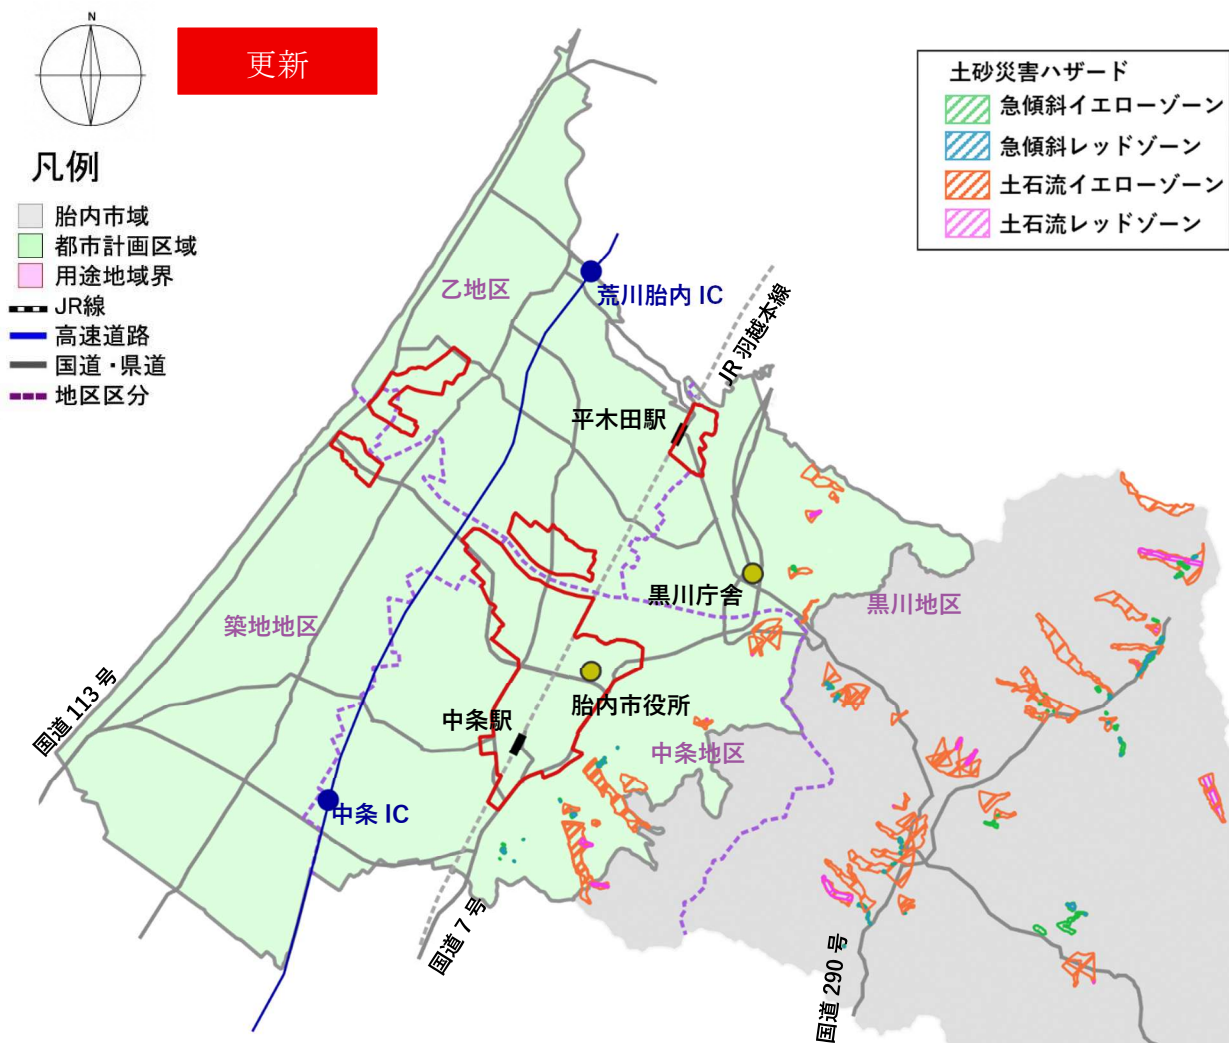 N
更新
凡例
胎内市域
都市計画区域
用途地域界
JR線
高速道路
国道・県道
地区区分
土砂災害ハザード
急傾斜イエローゾーン
急傾斜レッドゾーン
土石流イエローゾーン
土石流レッドゾーン
乙地区
荒川胎内 IC
JR 羽越本線
平木田駅
黒川庁舎
黒川地区
築地地区
国道 113 号
中条駅
胎内市役所
中条地区
中条 IC
国道 7 号
国道 290 号